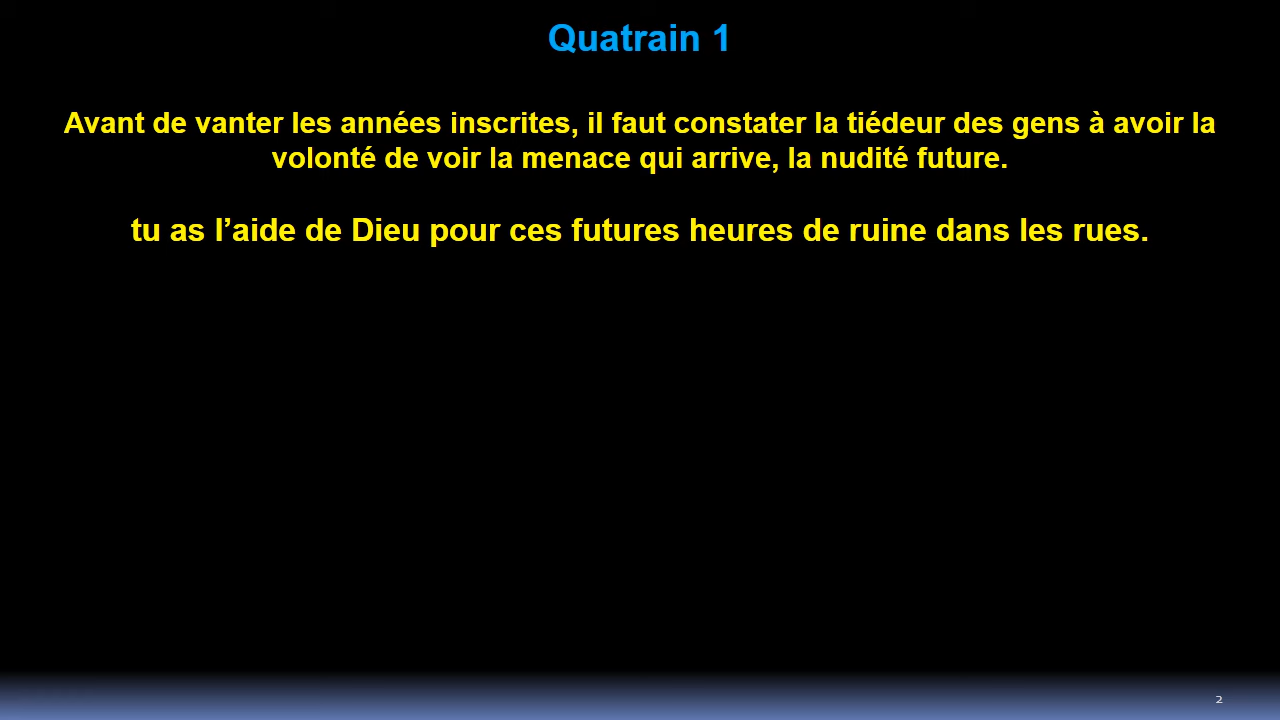 Quatrain 1
Avant de vanter les années inscrites, il faut constater la tiédeur des gens à avoir la
volonté de voir la menace qui arrive, la nudité future.
tu as l’aide de Dieu pour ces futures heures de ruine dans les rues.
2